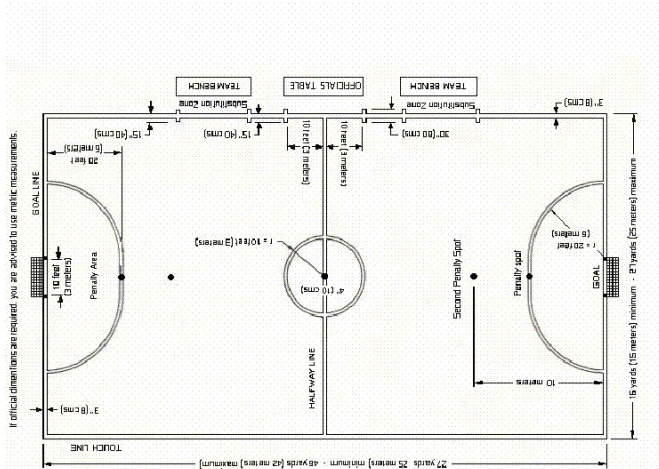 TEAM BENCH
OFFICIALS TABLE
TEAM BENCH
Substitution Zone
Substitution Zone
3" (8 cms)
15" (40 cms)
15" (40 cms)
10 feet (3 meters)
10 feet (3 meters)
30" (80 cms)
20 feet
(6 meters)
If official dimentions are required, you are advised to use metric measurements.
GOAL LINE
10 feet
(3 meters)
Penalty Area
r = 10 feet (3 meters)
4" (10 cms)
HALFWAY LINE
Second Penalty Spot
Penalty spot
r = 20 feet
(6 meters)
GOAL
10 meters
16 yards (15 meters) minimum - 27 yards (25 meters) maximum
3" (8 cms)
TOUCH LINE
27 yards 25 meters) minimum - 46 yards (42 meters (maximum)